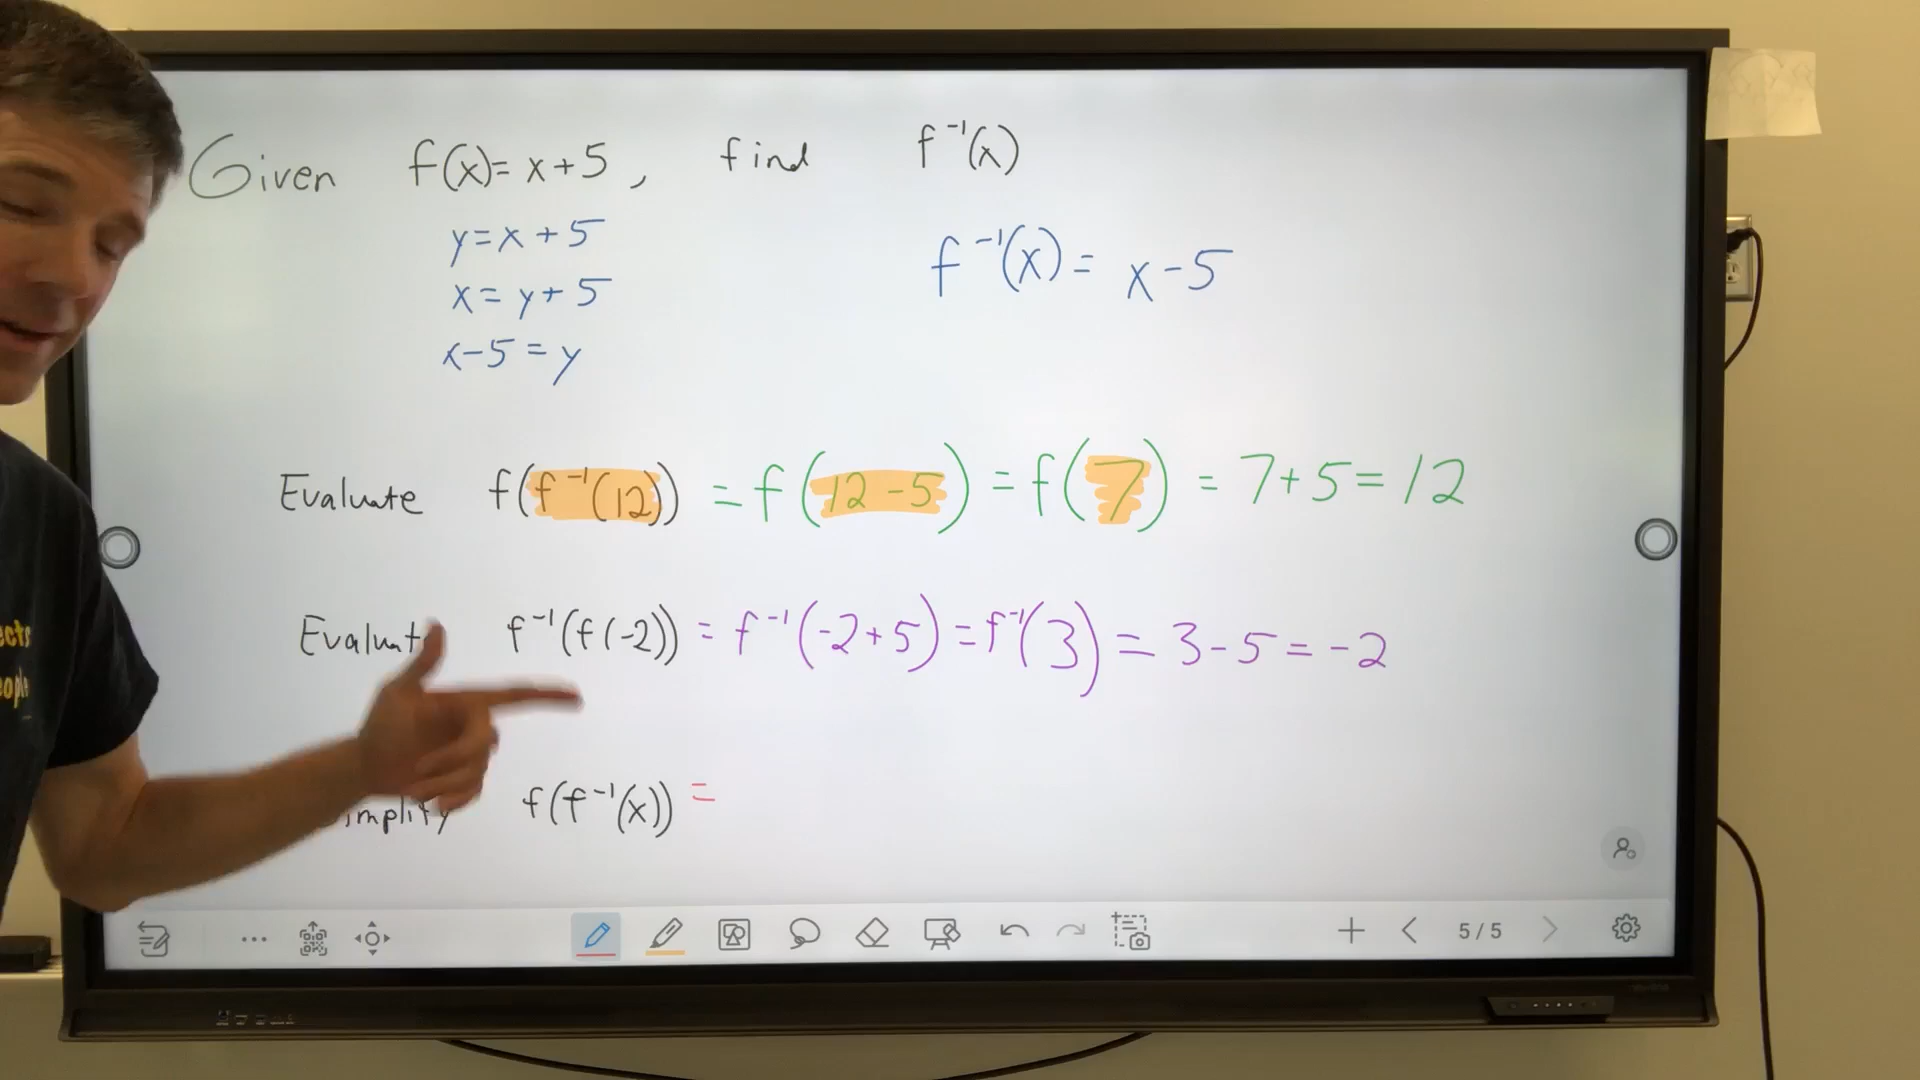 Given f(x)= x+5, find f⁻¹(x)
y=x+5
x=y+5
x-5=y
f⁻¹(x)= x-5
Evaluate f(f⁻¹(12)) = f(12-5) = f(7) = 7+5=12
Evaluate f⁻¹(f(-2)) = f⁻¹(-2+5) = f⁻¹(3) = 3-5=-2
f(f⁻¹(x)) =
5/5